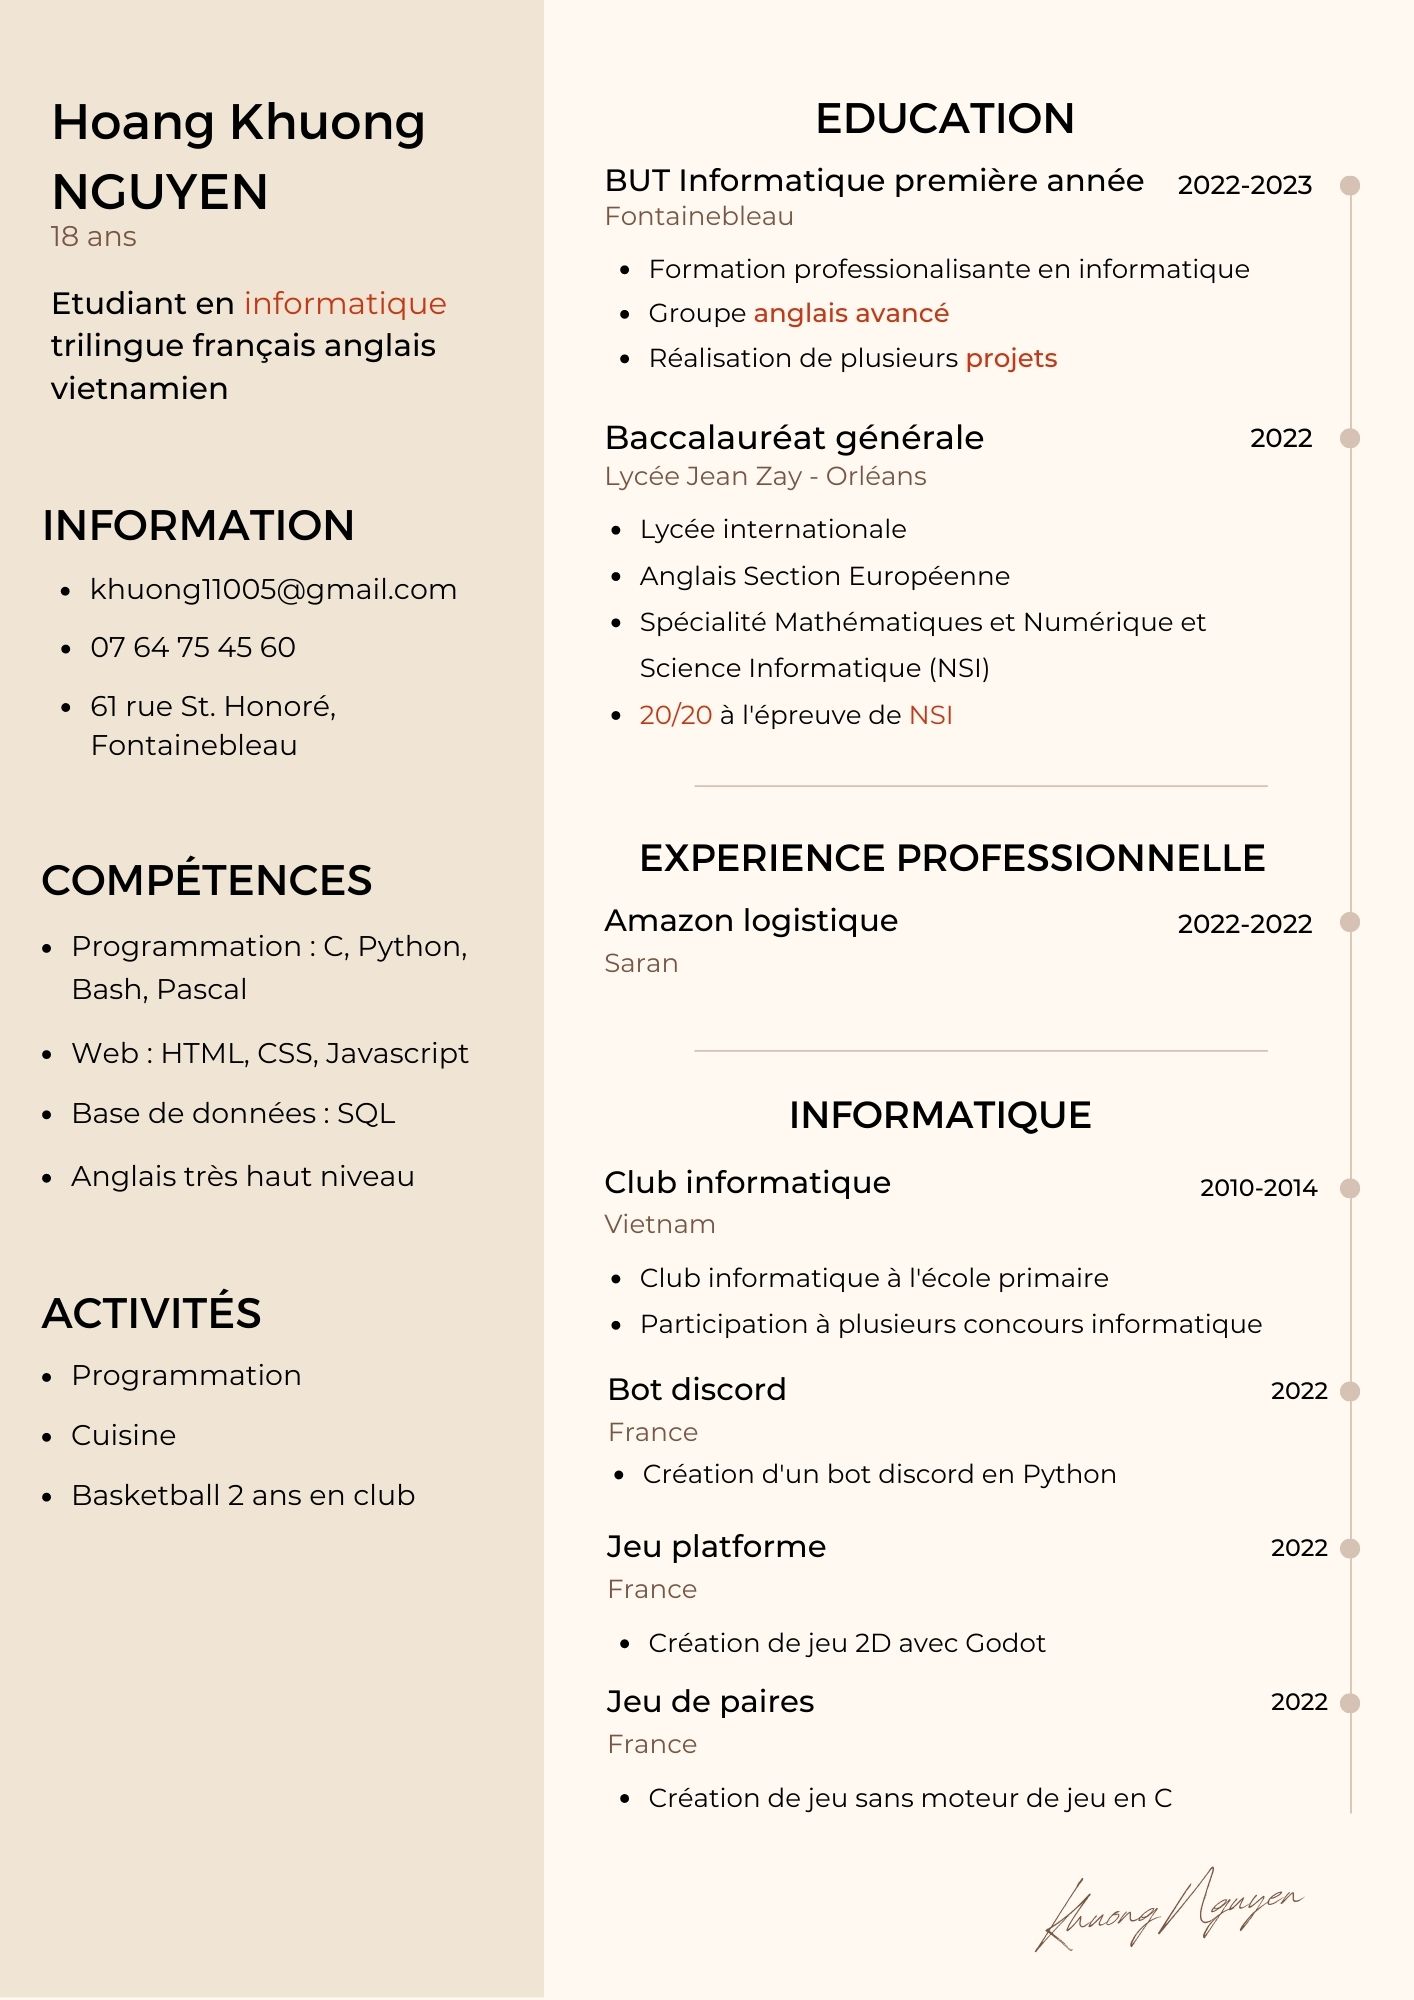 Hoang Khuong
NGUYEN
18 ans
Etudiant en informatique
trilingue français anglais
vietnamien
INFORMATION
• khuong11005@gmail.com
• 07 64 75 45 60
• 61 rue St. Honoré,
Fontainebleau
COMPÉTENCES
• Programmation : C, Python,
Bash, Pascal
• Web : HTML, CSS, Javascript
• Base de données : SQL
• Anglais très haut niveau
ACTIVITÉS
• Programmation
• Cuisine
• Basketball 2 ans en club
EDUCATION
BUT Informatique première année 2022-2023
Fontainebleau
• Formation professionalisante en informatique
• Groupe anglais avancé
• Réalisation de plusieurs projets
Baccalauréat générale 2022
Lycée Jean Zay - Orléans
• Lycée internationale
• Anglais Section Européenne
• Spécialité Mathématiques et Numérique et
Science Informatique (NSI)
• 20/20 à l'épreuve de NSI
EXPERIENCE PROFESSIONNELLE
Amazon logistique 2022-2022
Saran
INFORMATIQUE
Club informatique 2010-2014
Vietnam
• Club informatique à l'école primaire
• Participation à plusieurs concours informatique
Bot discord 2022
France
• Création d'un bot discord en Python
Jeu platforme 2022
France
• Création de jeu 2D avec Godot
Jeu de paires 2022
France
• Création de jeu sans moteur de jeu en C
Khuong Nguyen